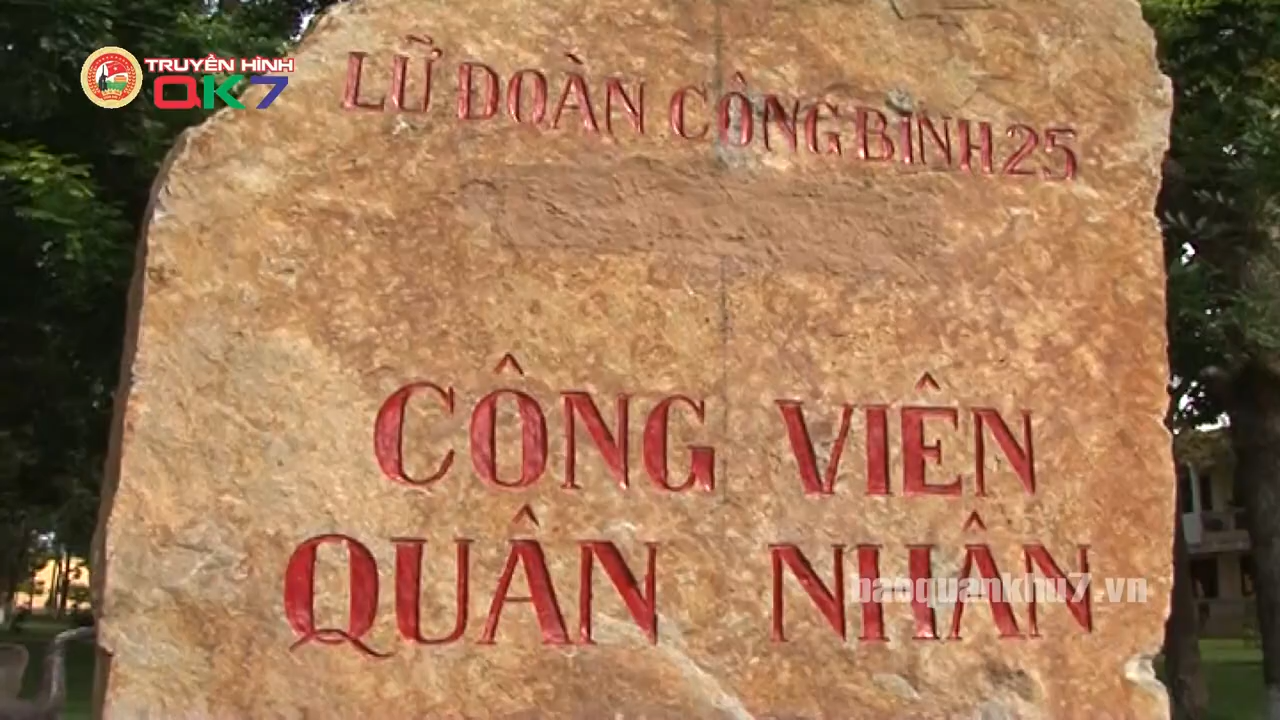 TRUYỀN HÌNH
QK7
LỮ ĐOÀN CÔNG BINH 25
CÔNG VIÊN
QUÂN NHÂN
baoquankhu7.vn